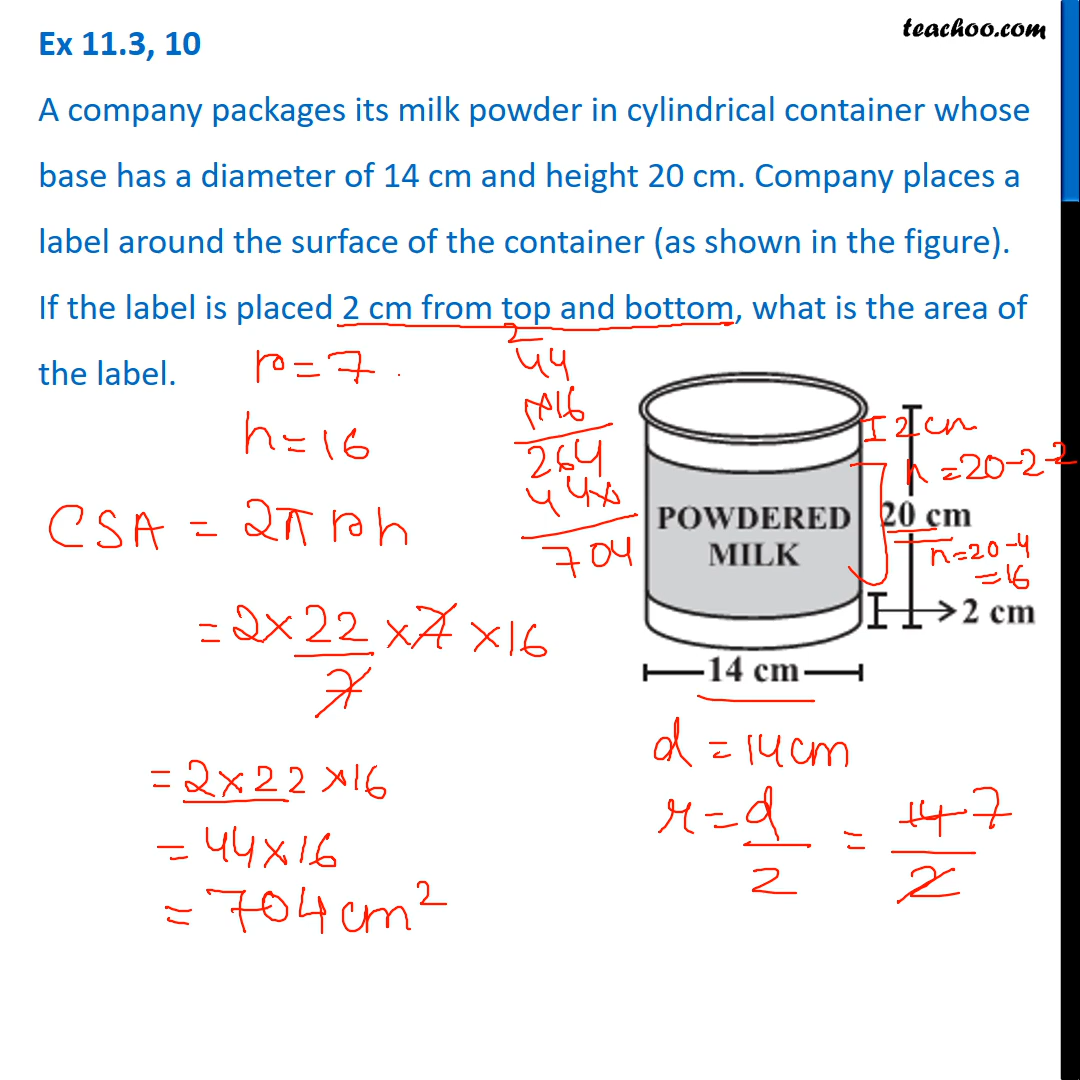 teachoo.com
Ex 11.3, 10
A company packages its milk powder in cylindrical container whose
base has a diameter of 14 cm and height 20 cm. Company places a
label around the surface of the container (as shown in the figure).
If the label is placed 2 cm from top and bottom, what is the area of
the label.
r = 7
h = 16
CSA = 2πrh
= 2 × 22/7 × 7 × 16
= 2 × 22 × 16
= 44 × 16
= 704 cm²
2
44
×16
264
44×
704
2 cm
h = 20-2-2
POWDERED
MILK
20 cm
h = 20-4
= 16
2 cm
14 cm
d = 14 cm
r = d/2 = 14/2 7